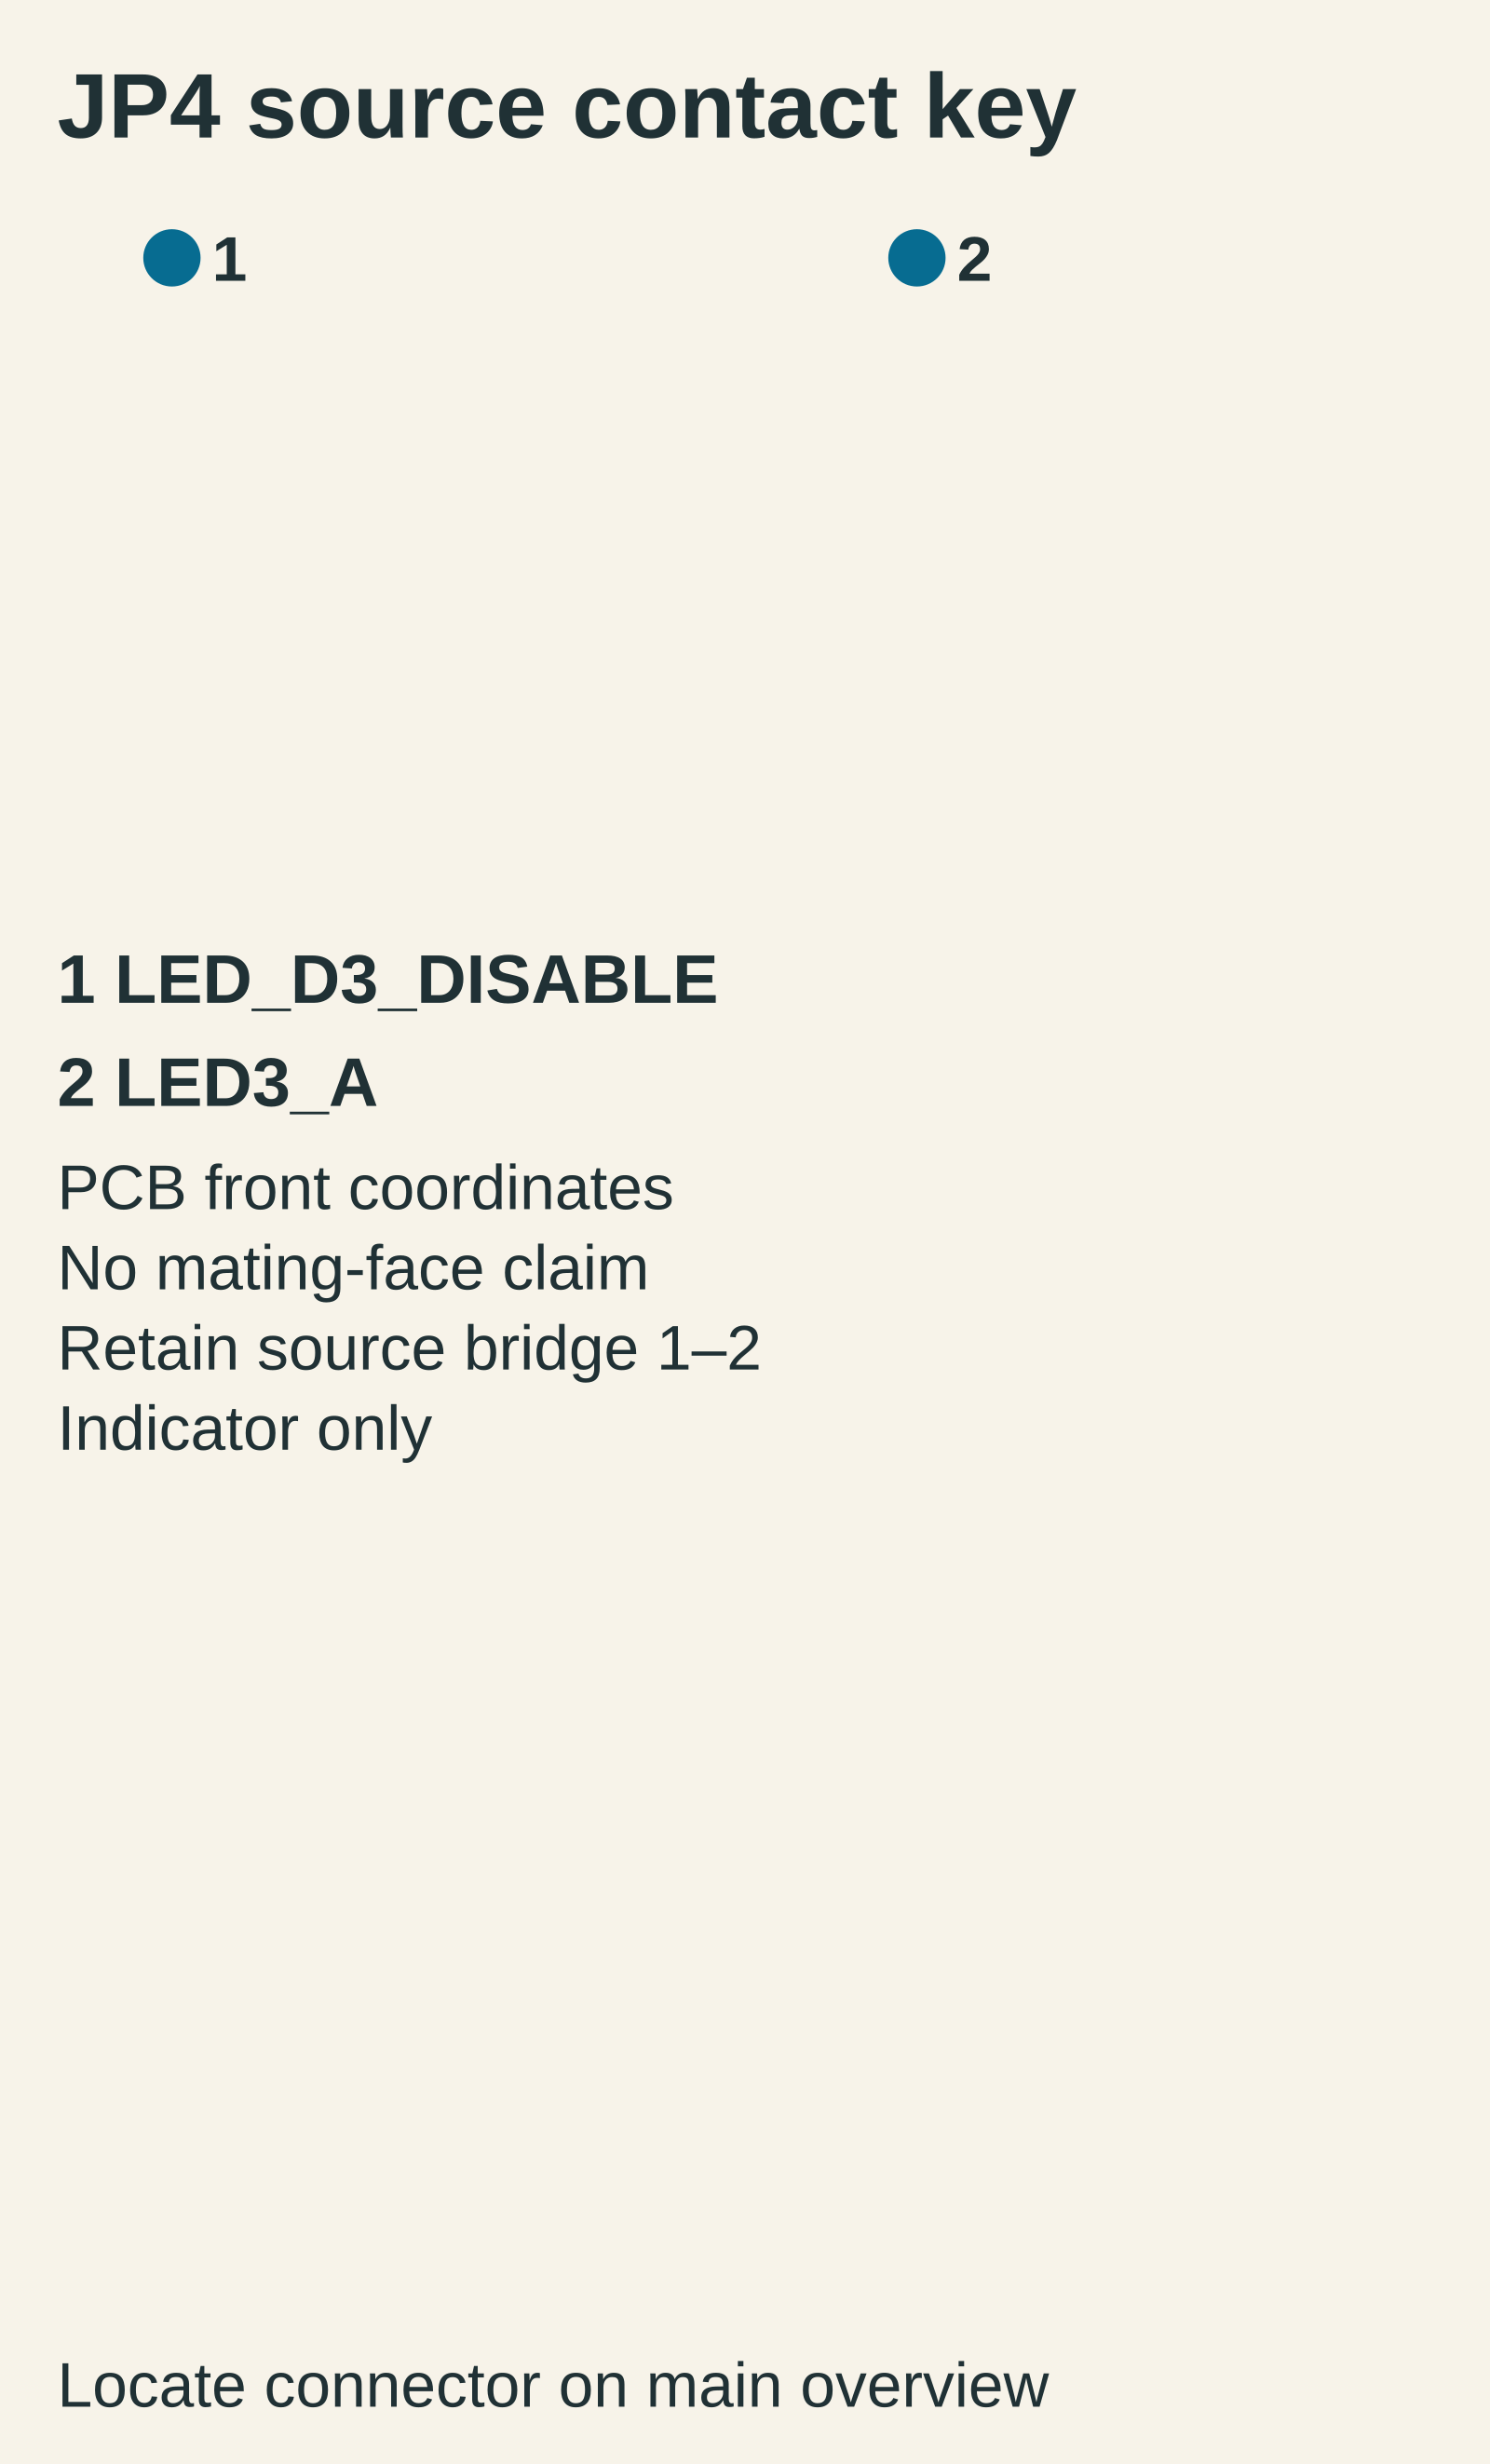 JP4 source contact key
1 2
1 LED_D3_DISABLE
2 LED3_A
PCB front coordinates
No mating-face claim
Retain source bridge 1–2
Indicator only
Locate connector on main overview